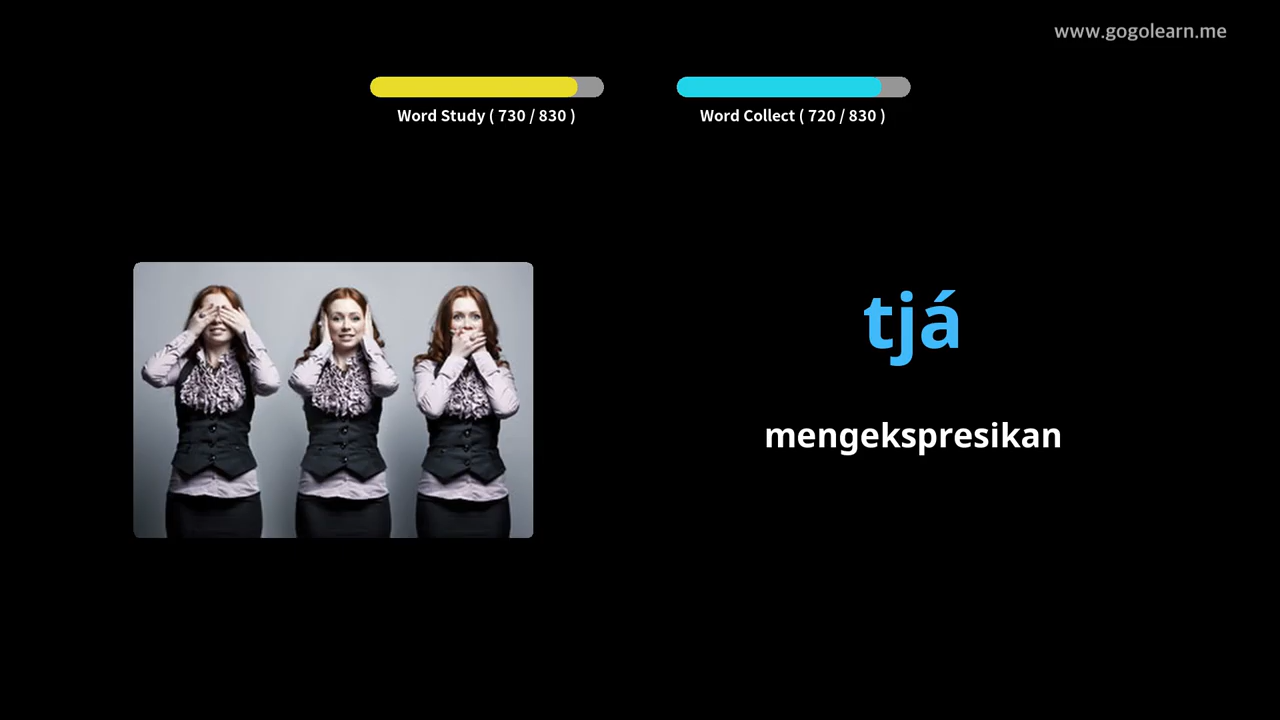 www.gogolearn.me
Word Study ( 730 / 830 )
Word Collect ( 720 / 830 )
tjá
mengekspresikan